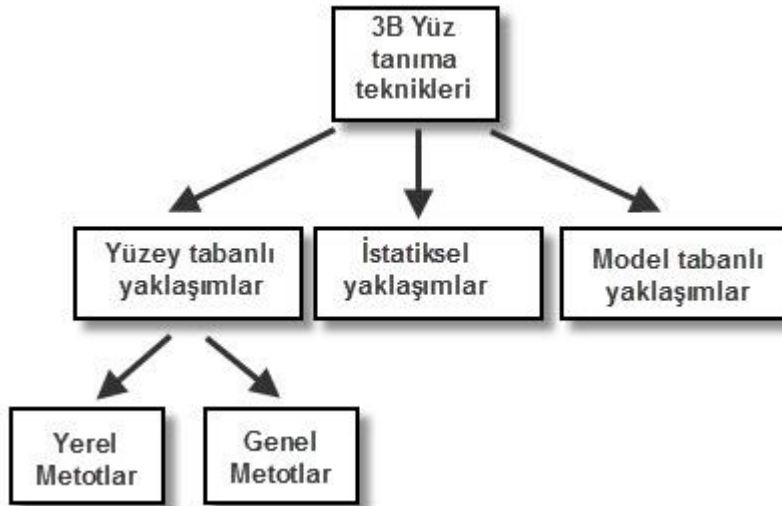 3B Yüz
tanıma
teknikleri
Yüzey tabanlı
yaklaşımlar
İstatiksel
yaklaşımlar
Model tabanlı
yaklaşımlar
Yerel
Metotlar
Genel
Metotlar